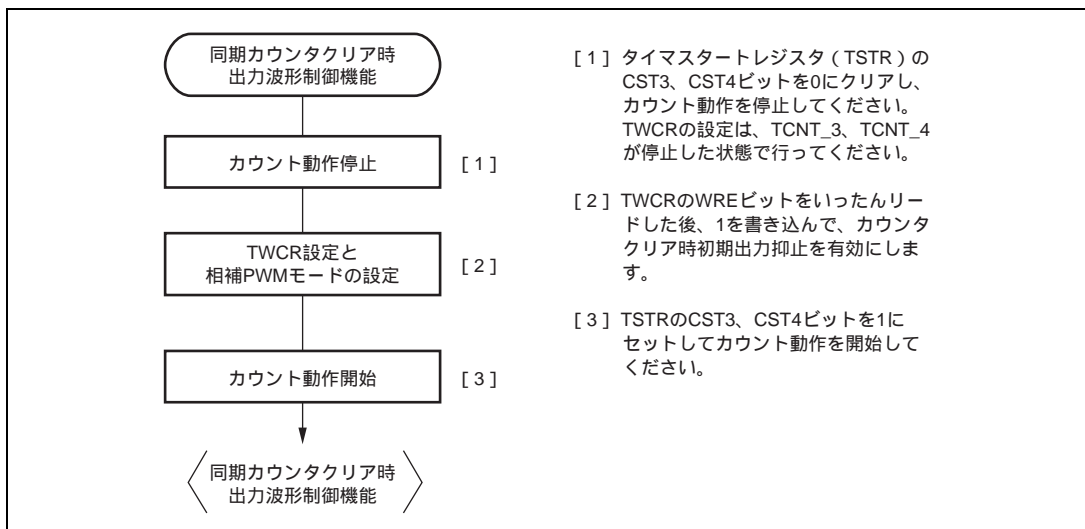 同期カウンタクリア時
出力波形制御機能
カウント動作停止
[1]
TWCR設定と
相補PWMモードの設定
[2]
カウント動作開始
[3]
同期カウンタクリア時
出力波形制御機能
[1] タイマスタートレジスタ(TSTR)の
CST3、CST4ビットを0にクリアし、
カウント動作を停止してください。
TWCRの設定は、TCNT_3、TCNT_4
が停止した状態で行ってください。
[2] TWCRのWREビットをいったんリー
ドした後、1を書き込んで、カウンタ
クリア時初期出力抑止を有効にしま
す。
[3] TSTRのCST3、CST4ビットを1に
セットしてカウント動作を開始して
ください。